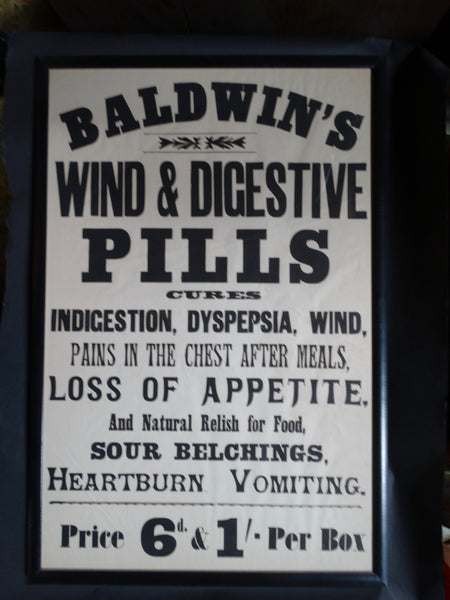 BALDWIN'S
WIND & DIGESTIVE
PILLS
CURES
INDIGESTION, DYSPEPSIA, WIND,
PAINS IN THE CHEST AFTER MEALS,
LOSS OF APPETITE,
And Natural Relish for Food,
SOUR BELCHINGS,
HEARTBURN VOMITING.
Price 6d. & 1/- Per Box